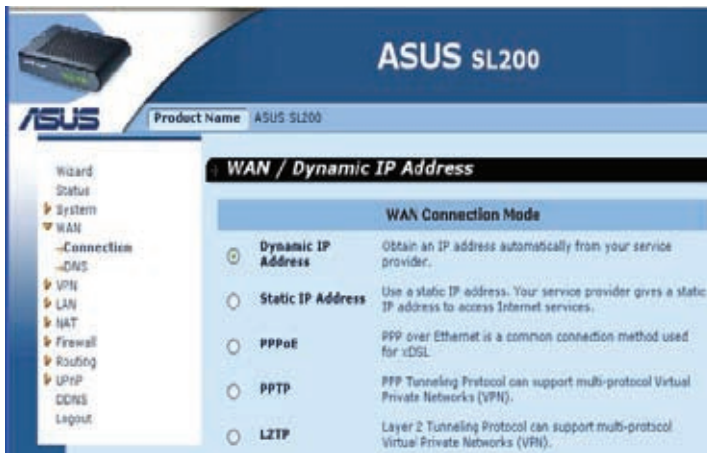 ASUS SL200
ASUS
Product Name ASUS SL200
Wizard
Status
System
WAN
Connection
DNS
VPN
LAN
NAT
Firewall
Routing
UPnP
DDNS
Logout
WAN / Dynamic IP Address
WAN Connection Mode
Dynamic IP Address
Obtain an IP address automatically from your service
provider.
Static IP Address
Use a static IP address. Your service provider gives a static
IP address to access Internet services.
PPPoE
PPP over Ethernet is a common connection method used
for xDSL
PPTP
PPP Tunneling Protocol can support multi-protocol Virtual
Private Networks (VPN).
L2TP
Layer 2 Tunneling Protocol can support multi-protocol
Virtual Private Networks (VPN).